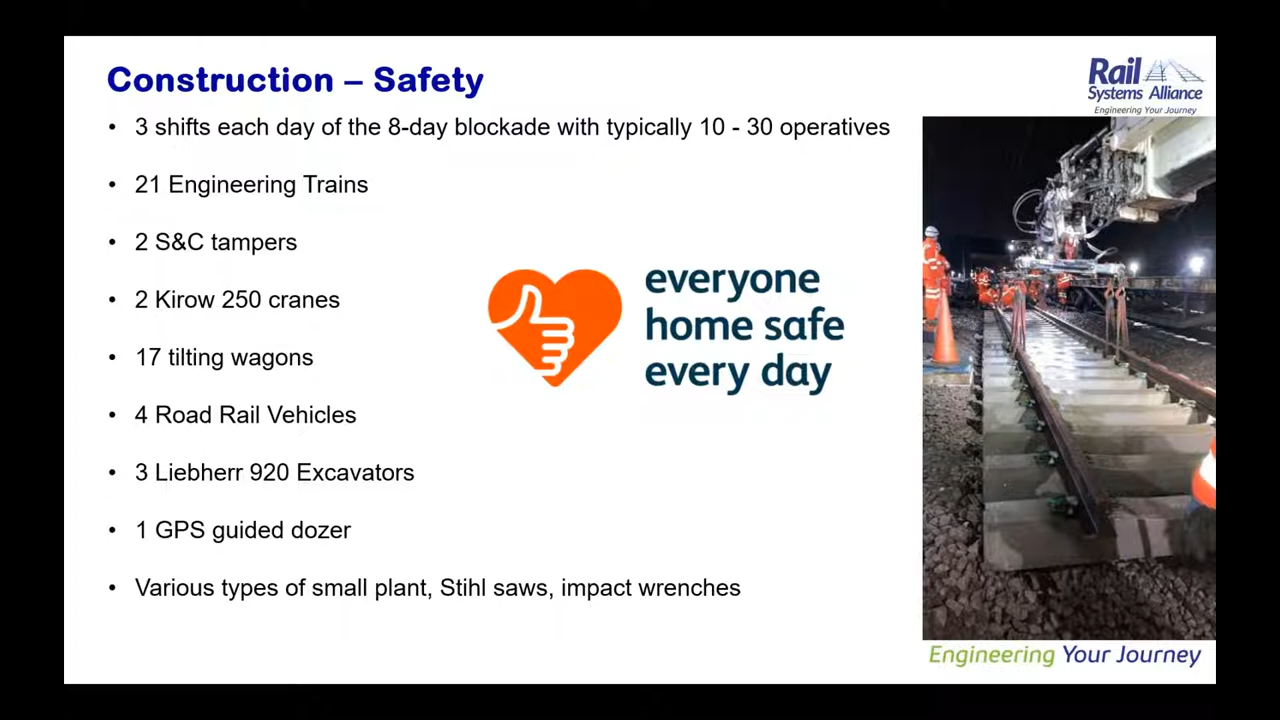 Construction – Safety
Rail
Systems Alliance
Engineering Your Journey
• 3 shifts each day of the 8-day blockade with typically 10 - 30 operatives
• 21 Engineering Trains
• 2 S&C tampers
• 2 Kirow 250 cranes
• 17 tilting wagons
• 4 Road Rail Vehicles
• 3 Liebherr 920 Excavators
• 1 GPS guided dozer
• Various types of small plant, Stihl saws, impact wrenches
everyone
home safe
every day
Engineering Your Journey